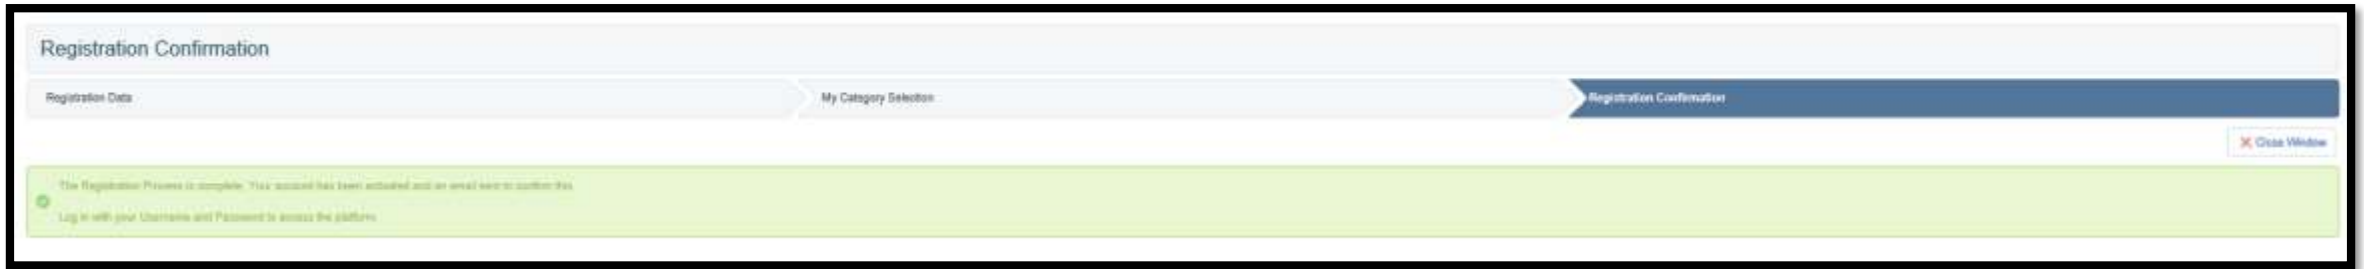 Registration Confirmation
Registration Data
My Category Selection
Registration Confirmation
Close Window
The Registration Process is complete. Your account has been activated and an email sent to confirm this.
Log in with your Username and Password to access the platform.